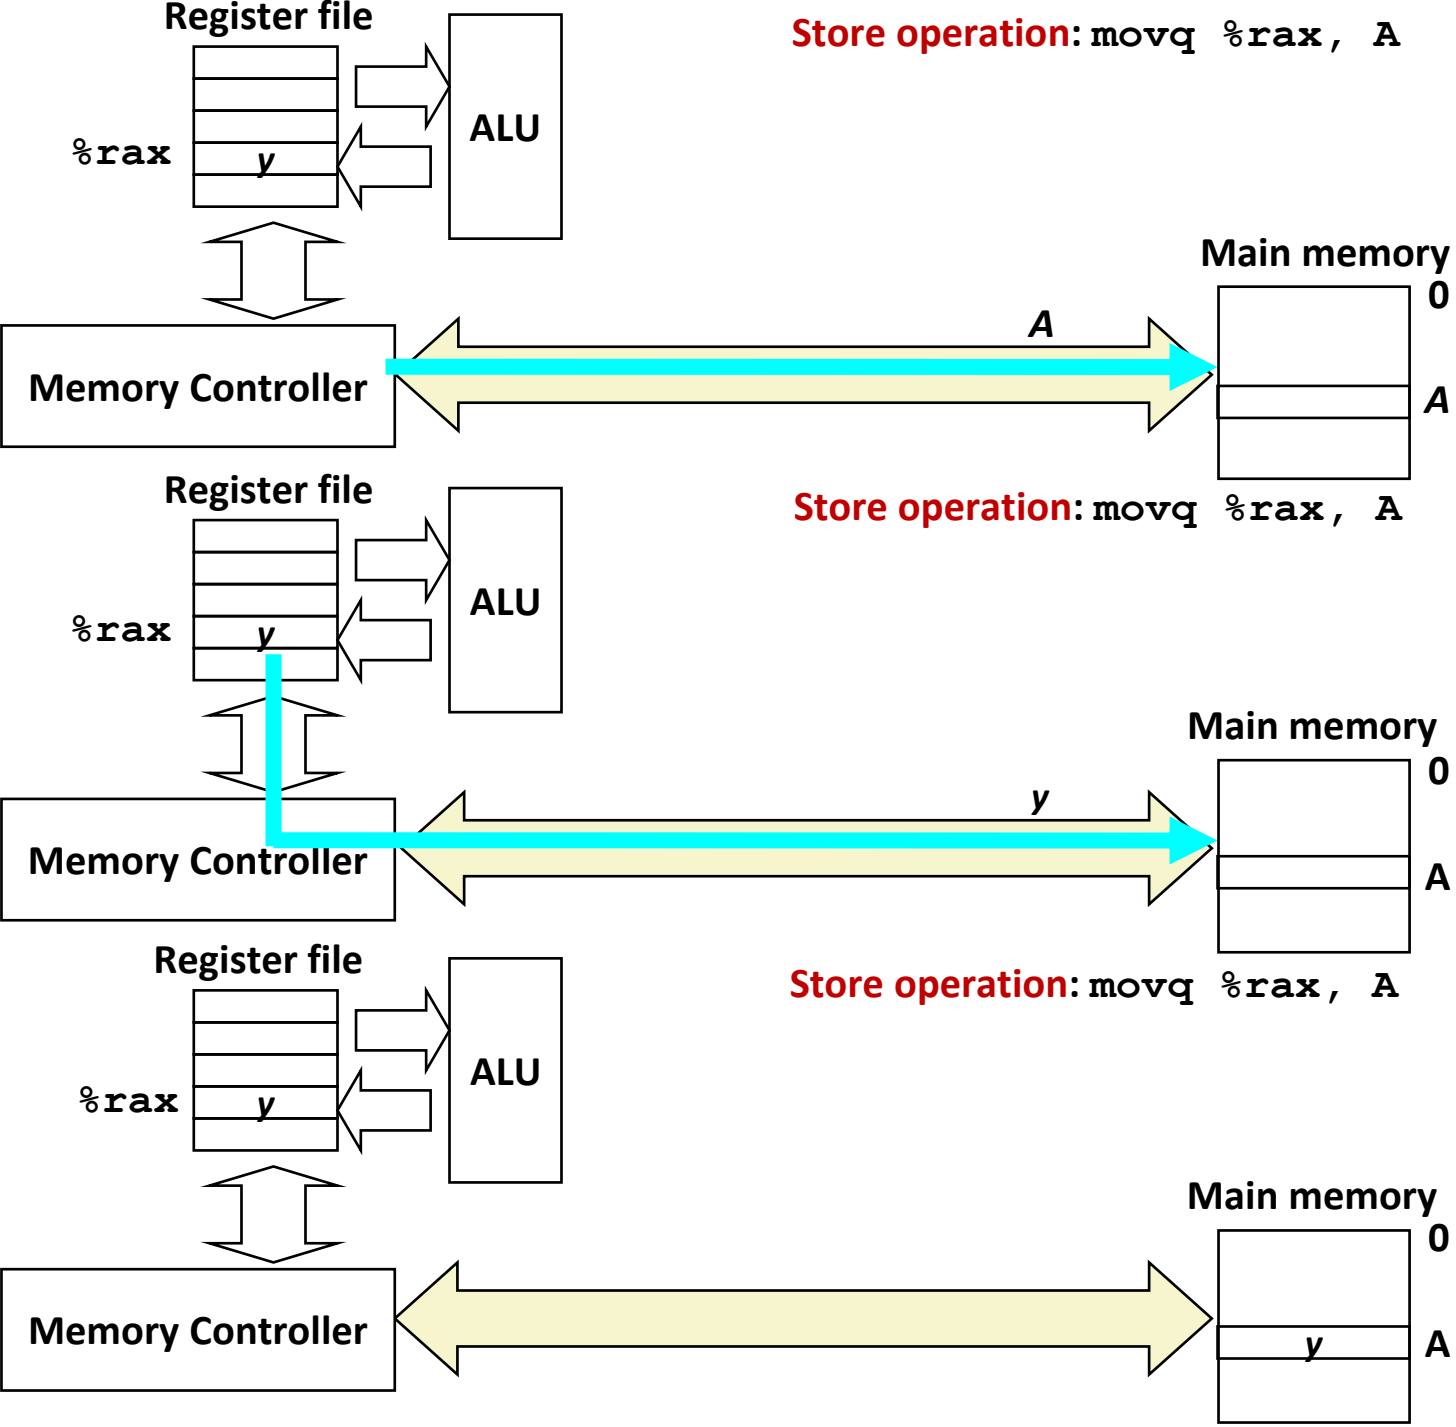 Register file
Store operation: movq %rax, A
ALU
%rax
y
Main memory
0
A
Memory Controller
A
Register file
Store operation: movq %rax, A
ALU
%rax
y
Main memory
0
y
Memory Controller
A
Register file
Store operation: movq %rax, A
ALU
%rax
y
Main memory
0
Memory Controller
y
A